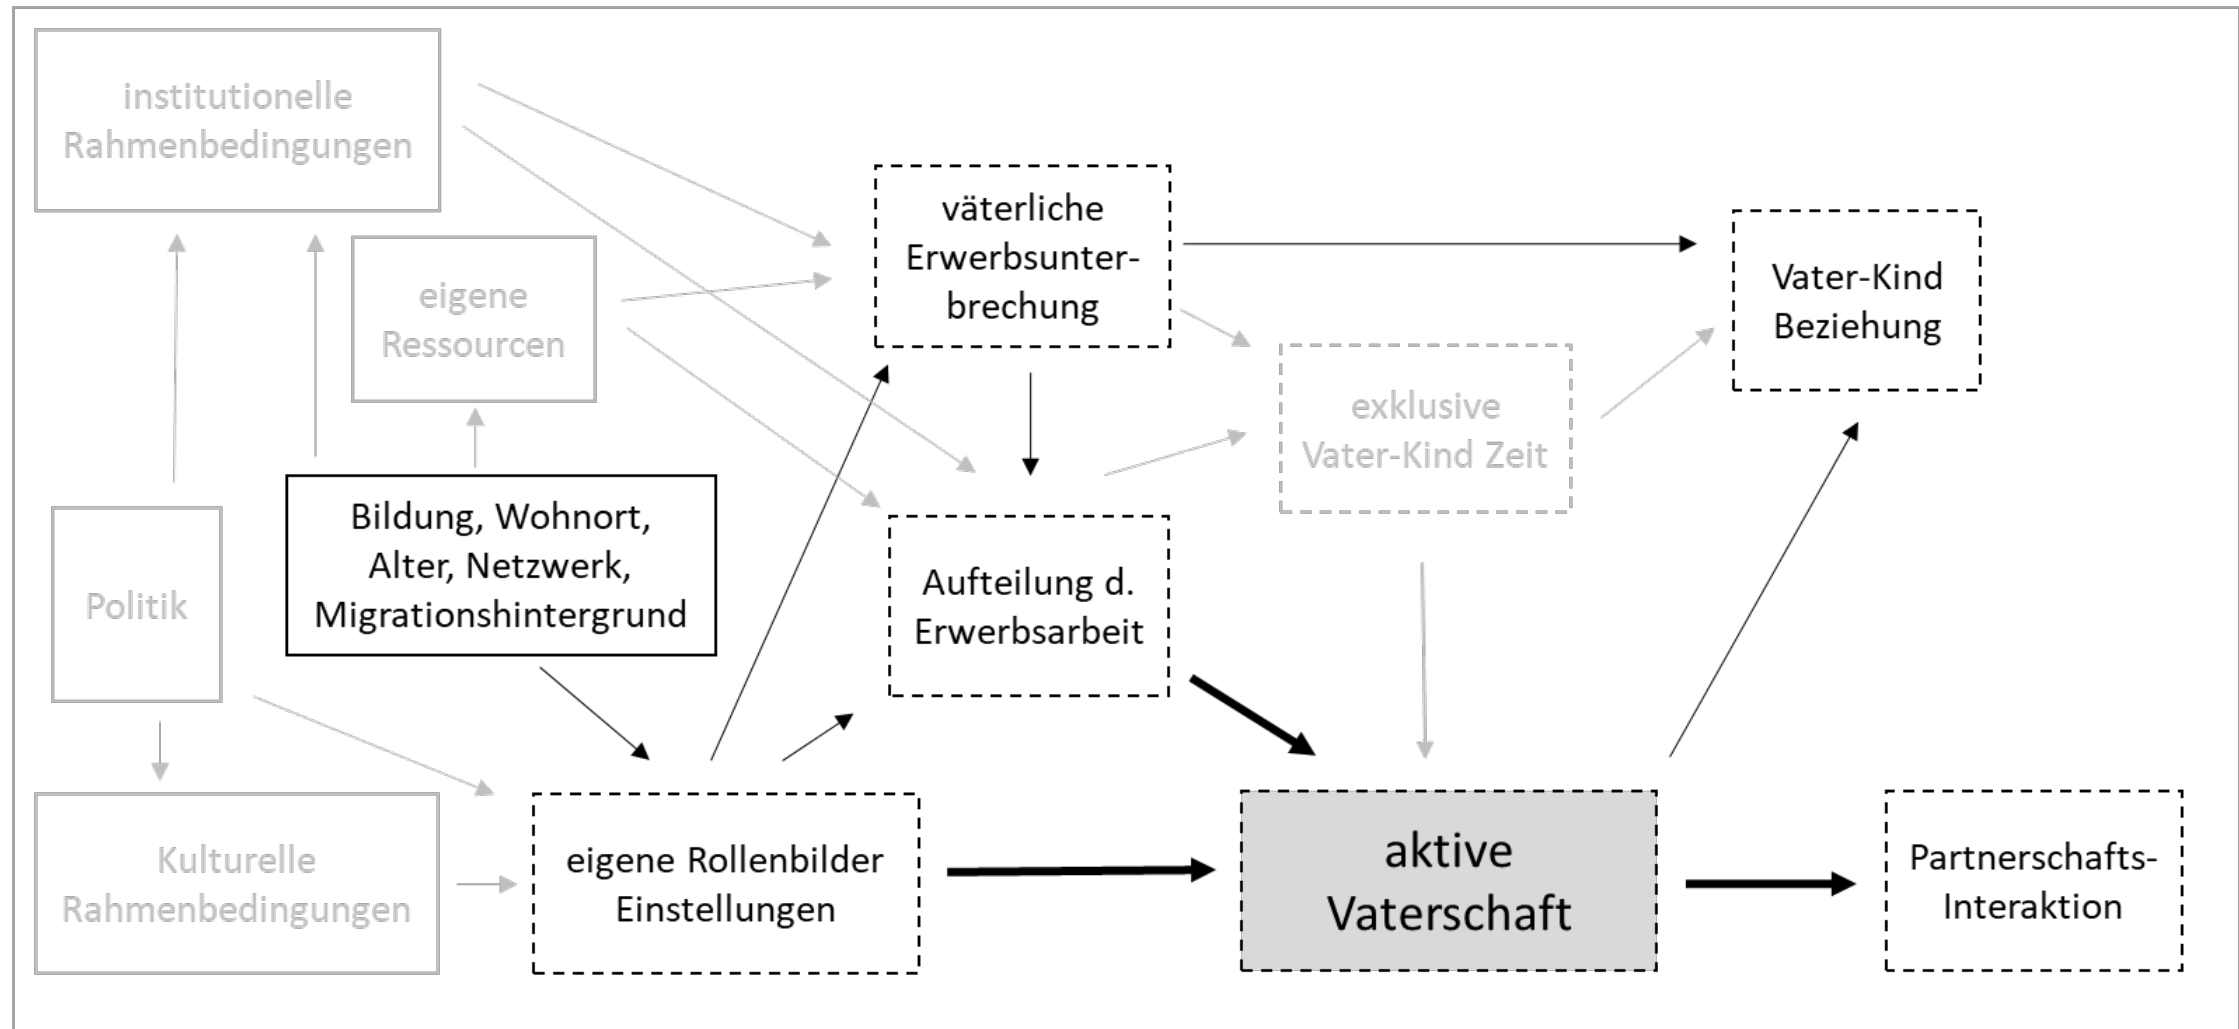 institutionelle
Rahmenbedingungen
väterliche
Erwerbsunter-
brechung
Vater-Kind
Beziehung
eigene
Ressourcen
exklusive
Vater-Kind Zeit
Bildung, Wohnort,
Alter, Netzwerk,
Migrationshintergrund
Politik
Aufteilung d.
Erwerbsarbeit
Kulturelle
Rahmenbedingungen
eigene Rollenbilder
Einstellungen
aktive
Vaterschaft
Partnerschafts-
Interaktion